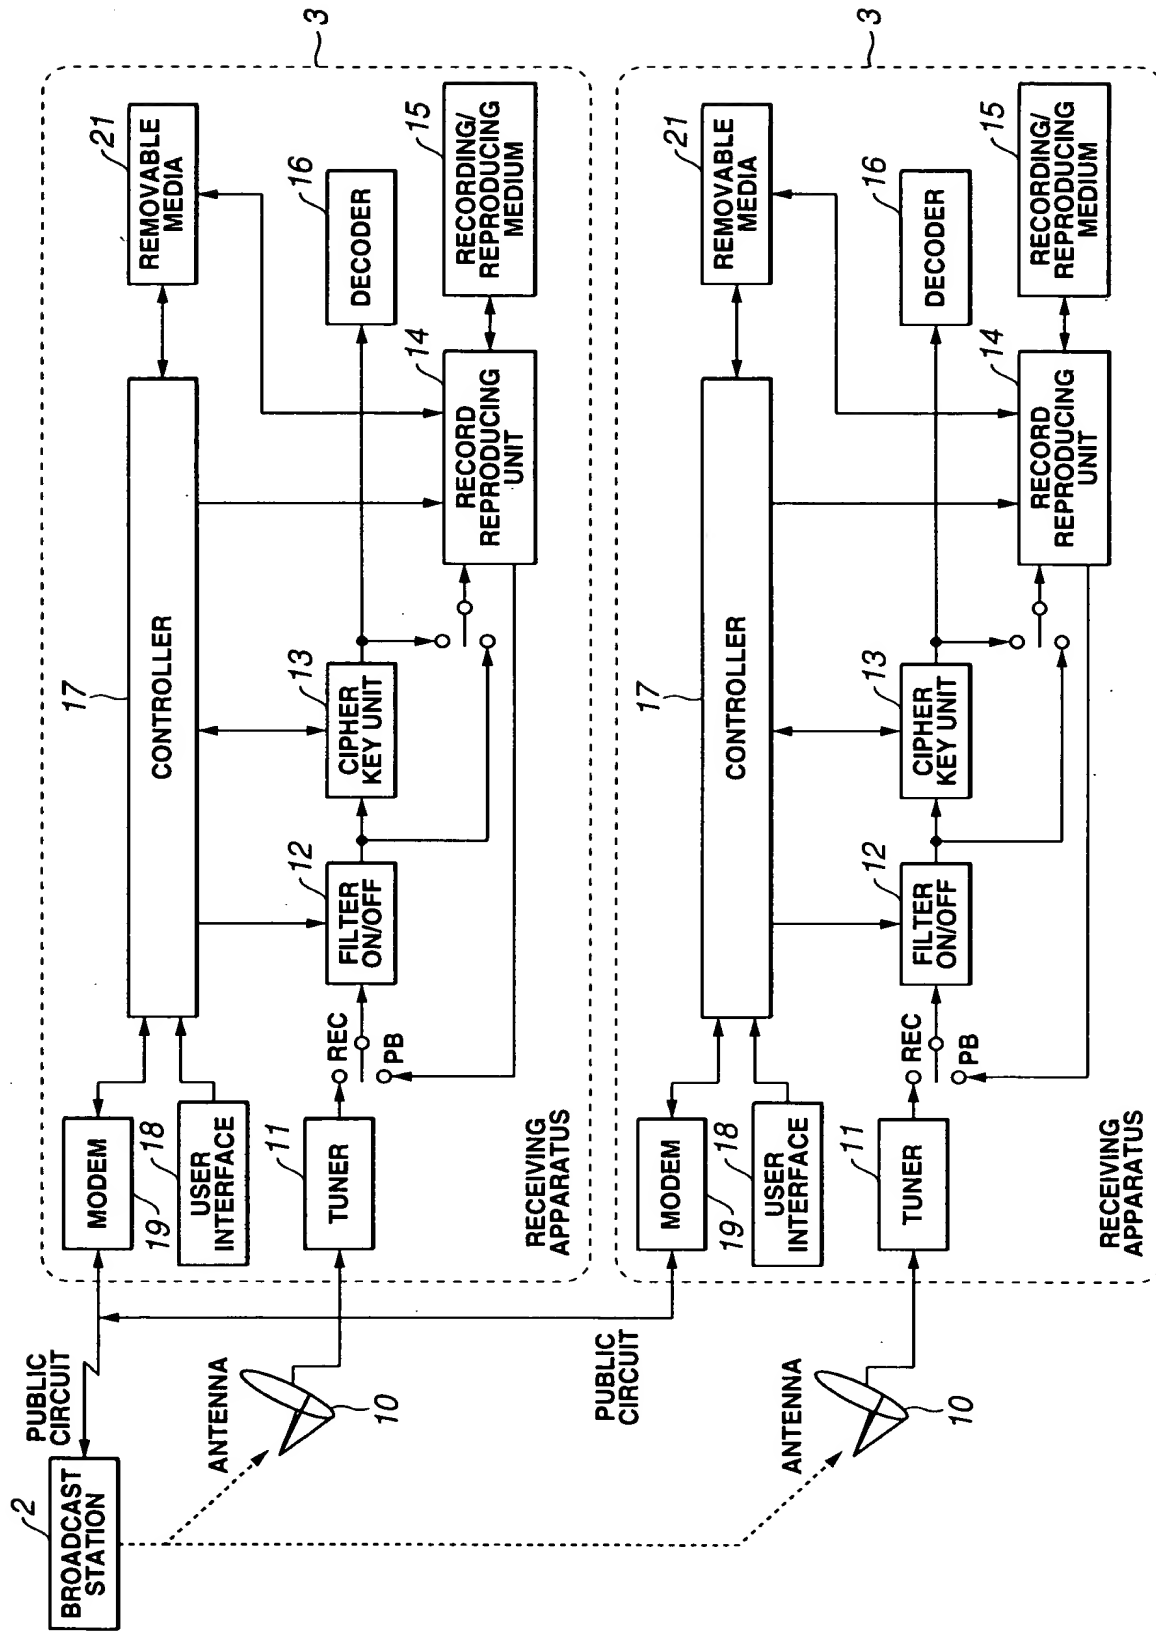 2
BROADCAST
STATION
PUBLIC
CIRCUIT
ANTENNA
10
MODEM
19
18
USER
INTERFACE
11
TUNER
REC
PB
RECEIVING
APPARATUS
17
CONTROLLER
12
FILTER
ON/OFF
13
CIPHER
KEY UNIT
14
RECORD
REPRODUCING
UNIT
21
REMOVABLE
MEDIA
16
DECODER
15
RECORDING/
REPRODUCING
MEDIUM
3
PUBLIC
CIRCUIT
ANTENNA
10
MODEM
19
18
USER
INTERFACE
11
TUNER
REC
PB
RECEIVING
APPARATUS
17
CONTROLLER
12
FILTER
ON/OFF
13
CIPHER
KEY UNIT
14
RECORD
REPRODUCING
UNIT
21
REMOVABLE
MEDIA
16
DECODER
15
RECORDING/
REPRODUCING
MEDIUM
3